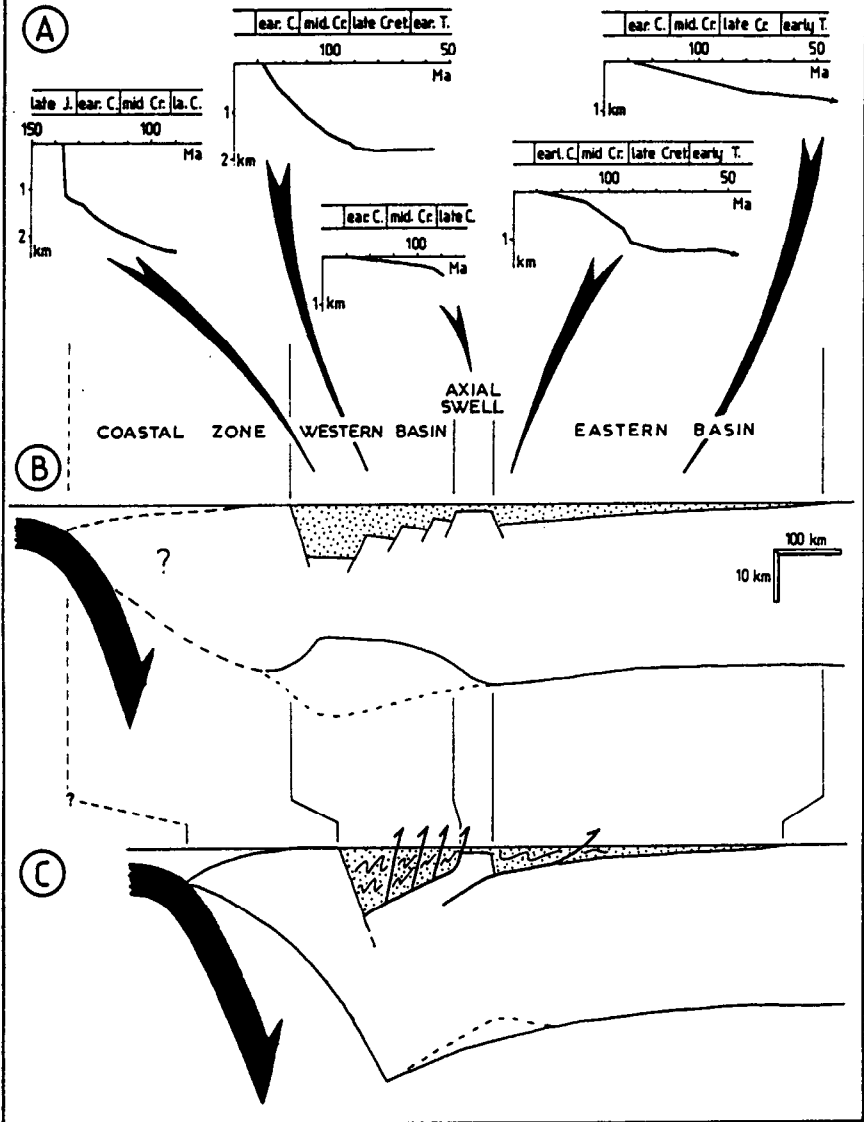 A
ear. C. mid. Cr. late Cret. ear. T.
100 50
Ma
1
2 km
ear. C. mid. Cr. late Cr. early T.
100 50
Ma
1 km
late J. ear. C. mid Cr. la. C.
150 100
Ma
1
2
km
earl. C. mid Cr. late Cret. early T.
100 50
Ma
1
km
ear. C. mid. Cr. late C.
100
Ma
1 km
AXIAL
SWELL
COASTAL ZONE WESTERN BASIN EASTERN BASIN
B
?
100 km
10 km
?
C